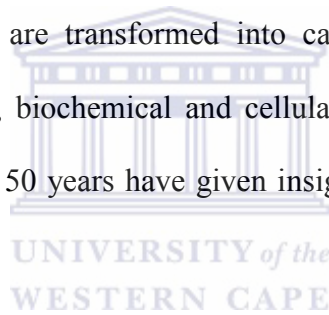 are transformed into ca
, biochemical and cellula
50 years have given insig
UNIVERSITY of the
WESTERN CAPE